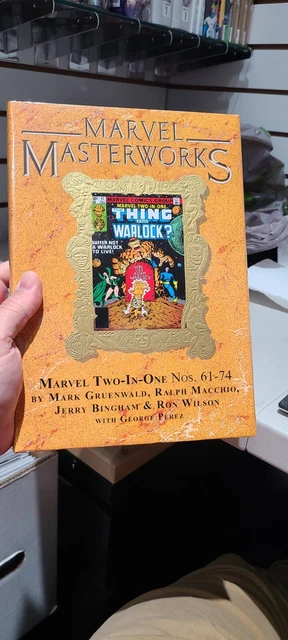 MARVEL
MASTERWORKS
MARVEL COMICS GROUP
MARVEL TWO-IN-ONE
THING
WARLOCK?
SUFFER NOT
A WARLOCK
TO LIVE!
MARVEL TWO-IN-ONE NOS. 61-74
BY MARK GRUENWALD, RALPH MACCHIO,
JERRY BINGHAM & RON WILSON
WITH GEORGE PÉREZ